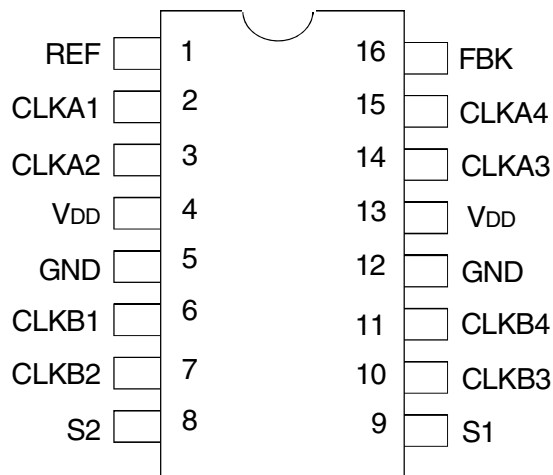 REF 1 16 FBK
CLKA1 2 15 CLKA4
CLKA2 3 14 CLKA3
VDD 4 13 VDD
GND 5 12 GND
CLKB1 6 11 CLKB4
CLKB2 7 10 CLKB3
S2 8 9 S1